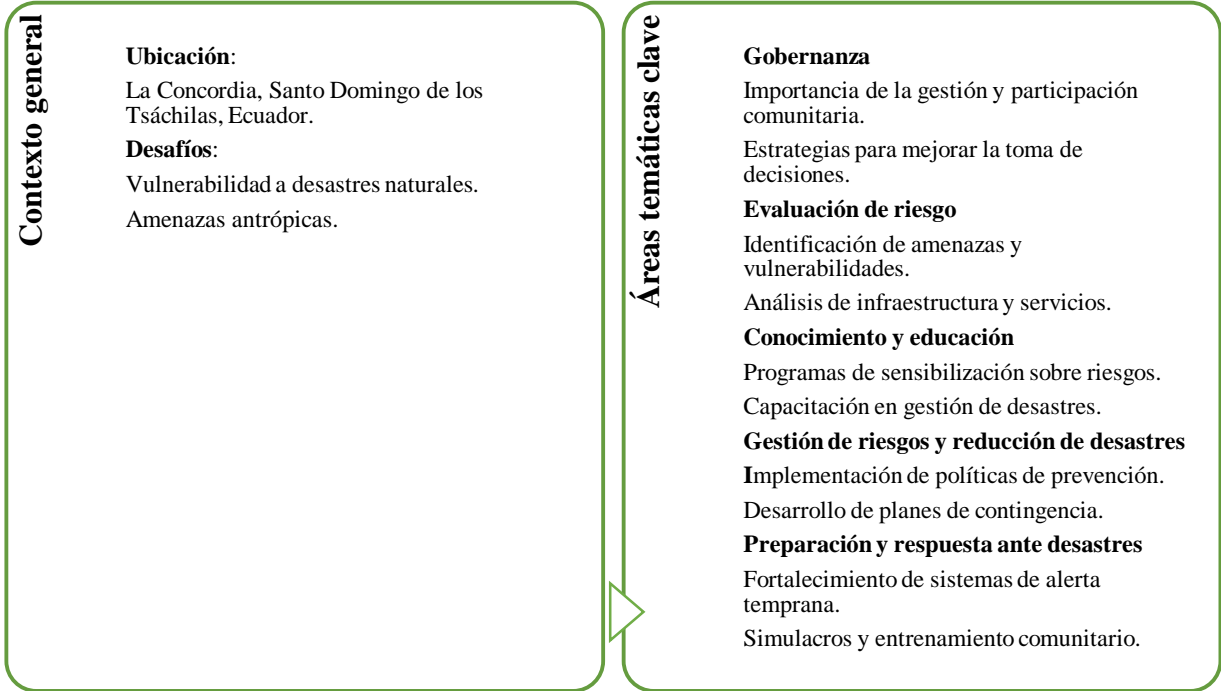 Contexto general
Ubicación:
La Concordia, Santo Domingo de los
Tsáchilas, Ecuador.
Desafíos:
Vulnerabilidad a desastres naturales.
Amenazas antrópicas.
Áreas temáticas clave
Gobernanza
Importancia de la gestión y participación
comunitaria.
Estrategias para mejorar la toma de
decisiones.
Evaluación de riesgo
Identificación de amenazas y
vulnerabilidades.
Análisis de infraestructura y servicios.
Conocimiento y educación
Programas de sensibilización sobre riesgos.
Capacitación en gestión de desastres.
Gestión de riesgos y reducción de desastres
Implementación de políticas de prevención.
Desarrollo de planes de contingencia.
Preparación y respuesta ante desastres
Fortalecimiento de sistemas de alerta
temprana.
Simulacros y entrenamiento comunitario.